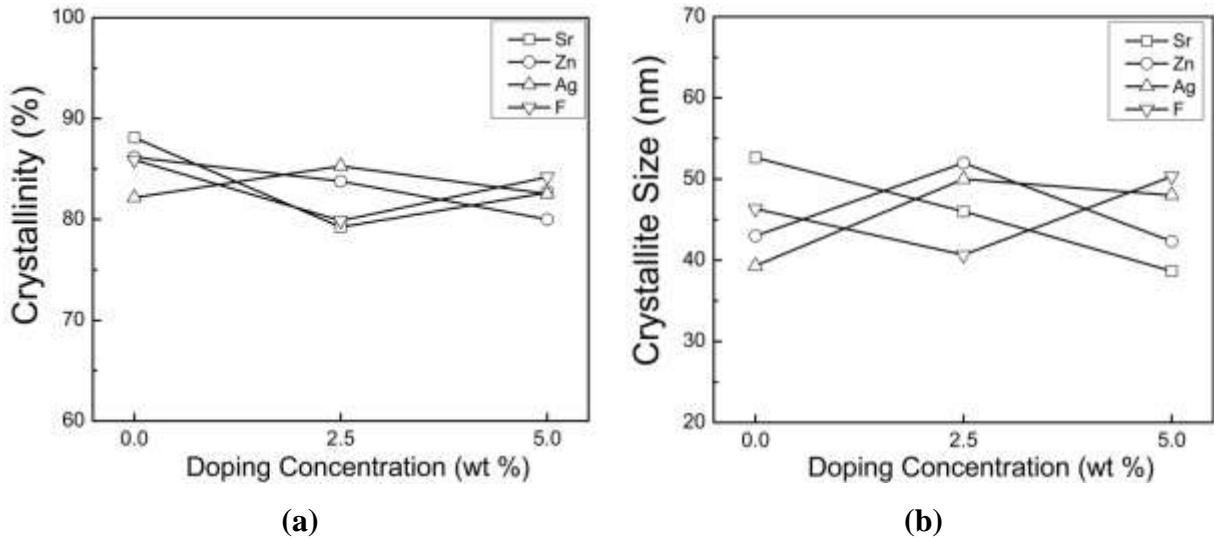 Crystallinity (%)
100
90
80
70
60
Sr
Zn
Ag
F
0.0 2.5 5.0
Doping Concentration (wt %)
(a)
Crystallite Size (nm)
70
60
50
40
30
20
Sr
Zn
Ag
F
0.0 2.5 5.0
Doping Concentration (wt %)
(b)